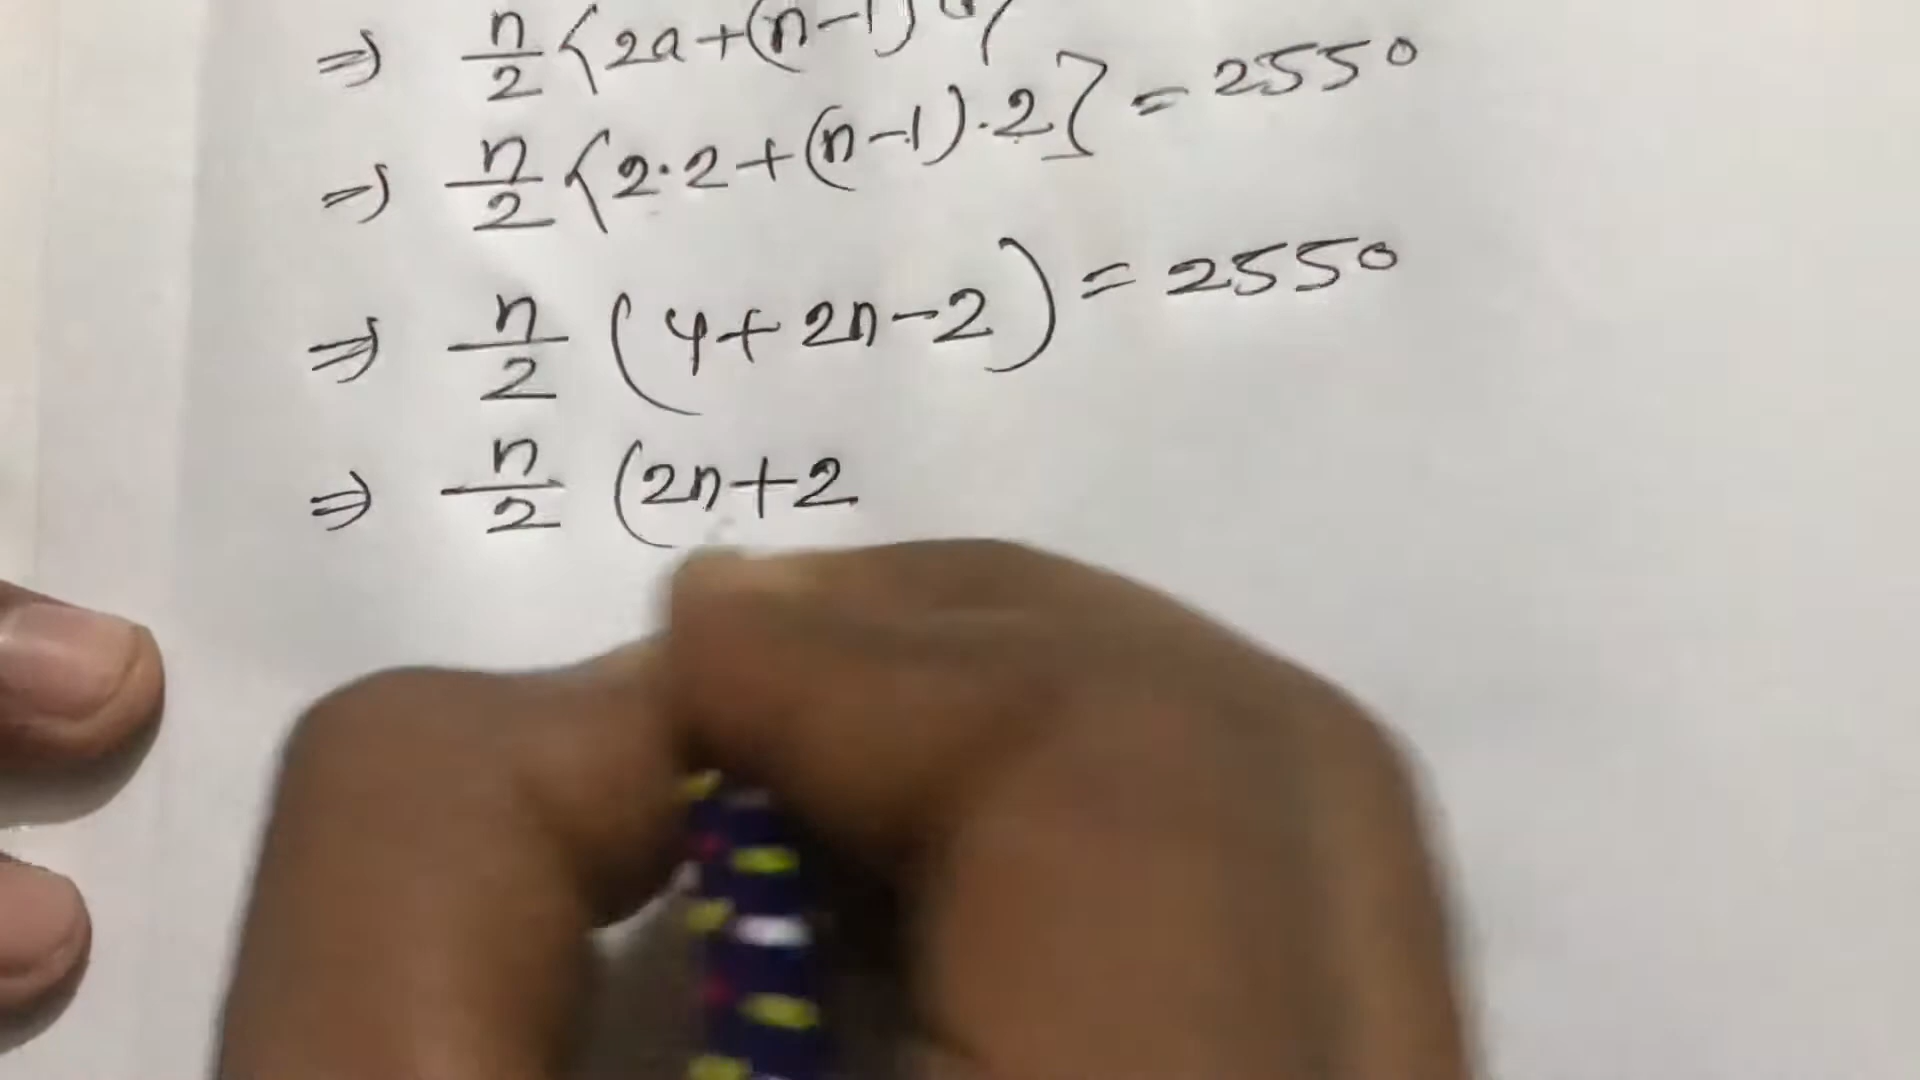 ⇒ n/2 {2a+(n-1)
⇒ n/2 {2·2+(n-1)·2} = 2550
⇒ n/2 (4+2n-2) = 2550
⇒ n/2 (2n+2